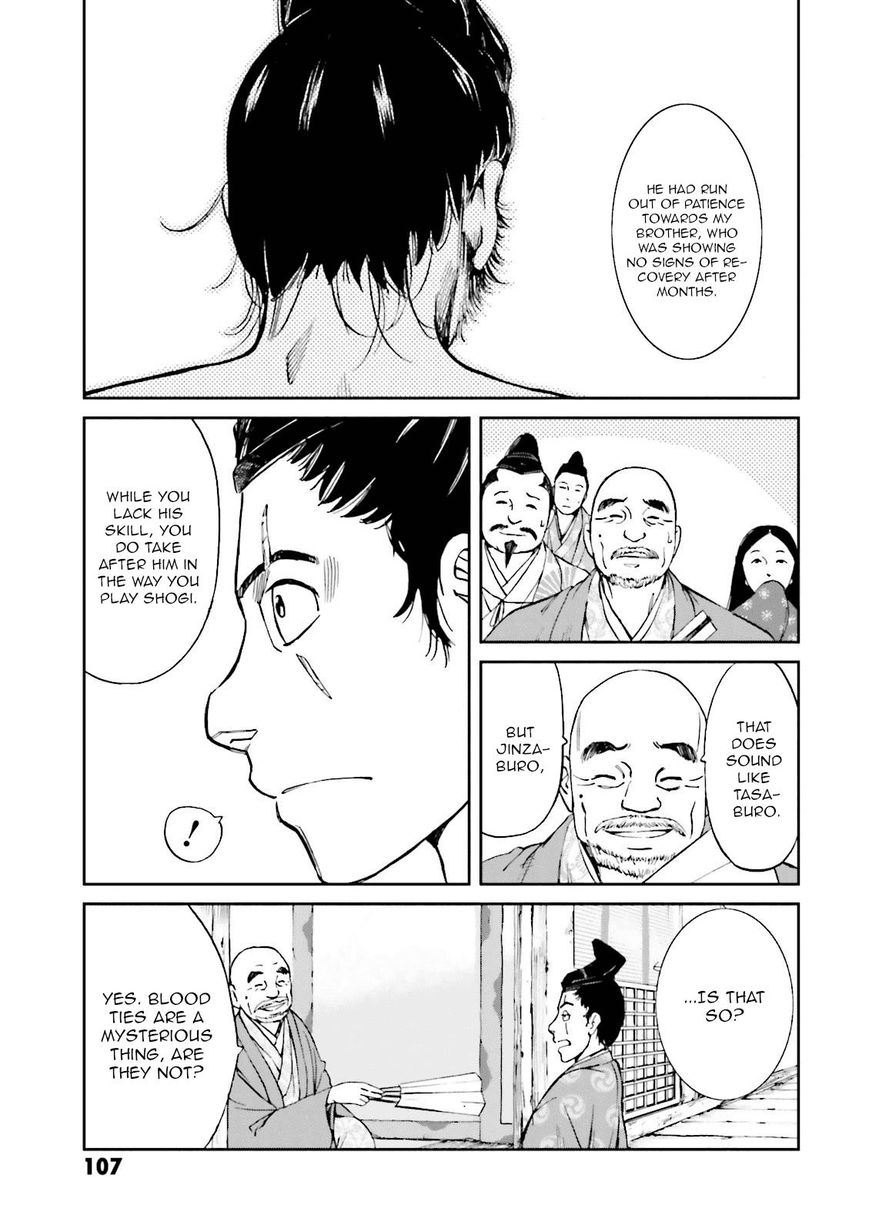 HE HAD RUN
OUT OF PATIENCE
TOWARDS MY
BROTHER, WHO
WAS SHOWING
NO SIGNS OF RE-
COVERY AFTER
MONTHS.
THAT
DOES
SOUND
LIKE
TASA-
BURO.
BUT
JINZA-
BURO,
WHILE YOU
LACK HIS
SKILL, YOU
DO TAKE
AFTER HIM IN
THE WAY YOU
PLAY SHOGI.
!
...IS THAT
SO?
YES. BLOOD
TIES ARE A
MYSTERIOUS
THING, ARE
THEY NOT?
107